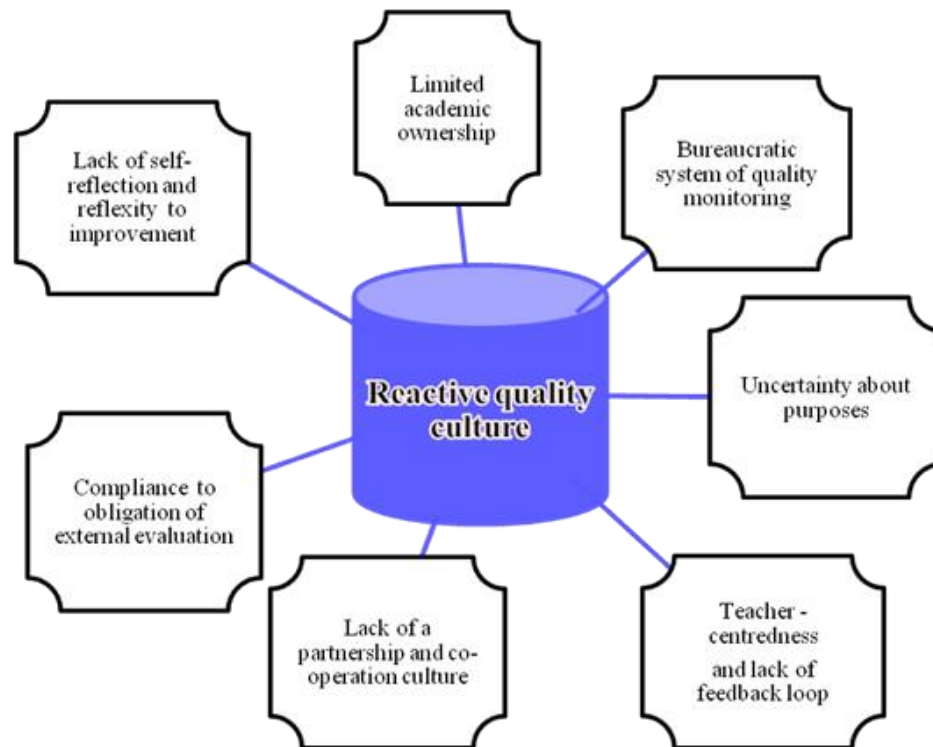 Limited
academic
ownership
Bureaucratic
system of quality
monitoring
Lack of self-
reflection and
reflexity to
improvement
Reactive quality
culture
Uncertainty about
purposes
Compliance to
obligation of
external evaluation
Lack of a
partnership and co-
operation culture
Teacher -
centredness
and lack of
feedback loop